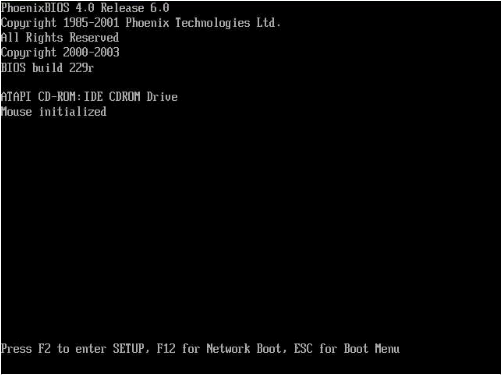 PhoenixBIOS 4.0 Release 6.0
Copyright 1985-2001 Phoenix Technologies Ltd.
All Rights Reserved
Copyright 2000-2003
BIOS build 229r
ATAPI CD-ROM: IDE CDROM Drive
Mouse initialized
Press F2 to enter SETUP, F12 for Network Boot, ESC for Boot Menu